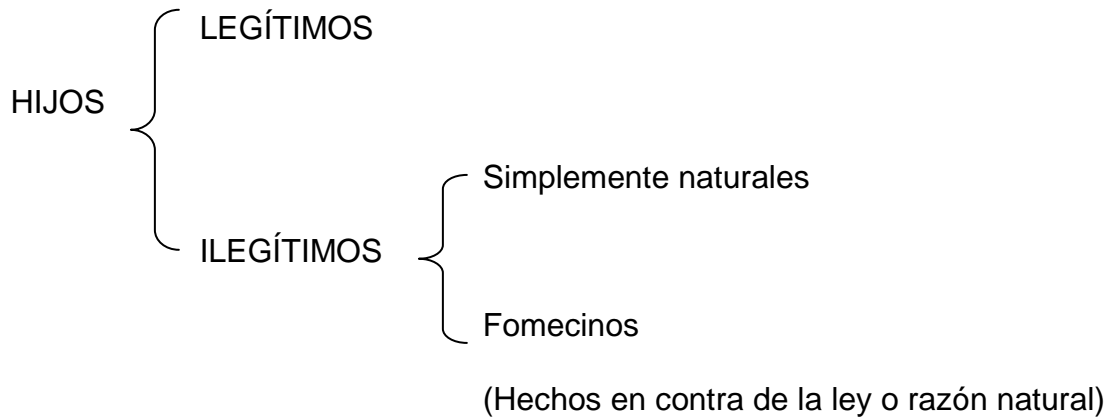 LEGÍTIMOS
HIJOS
Simplemente naturales
ILEGÍTIMOS
Fomecinos
(Hechos en contra de la ley o razón natural)